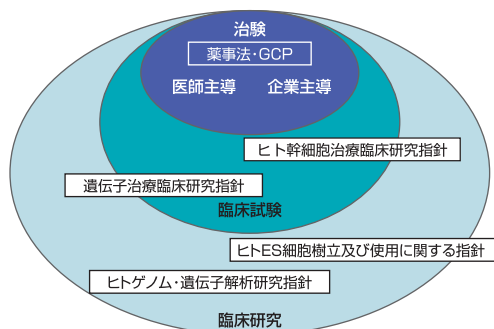 治験
薬事法・GCP
医師主導 企業主導
ヒト幹細胞治療臨床研究指針
遺伝子治療臨床研究指針
臨床試験
ヒトES細胞樹立及び使用に関する指針
ヒトゲノム・遺伝子解析研究指針
臨床研究